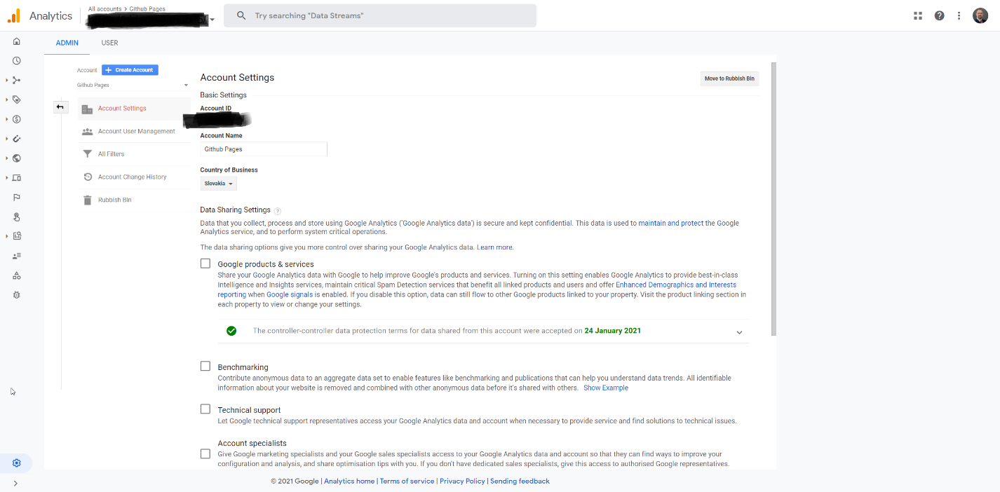 Analytics
All accounts > Github Pages
Try searching "Data Streams"
ADMIN
USER
Account
Create Account
Github Pages
Account Settings
Account User Management
All Filters
Account Change History
Rubbish Bin
Account Settings
Move to Rubbish Bin
Basic Settings
Account ID
Account Name
Github Pages
Country of Business
Slovakia
Data Sharing Settings ?
Data that you collect, process and store using Google Analytics ('Google Analytics data') is secure and kept confidential. This data is used to maintain and protect the Google
Analytics service, and to perform system critical operations.
The data sharing options give you more control over sharing your Google Analytics data. Learn more.
Google products & services
Share your Google Analytics data with Google to help improve Google's products and services. Turning on this setting enables Google Analytics to provide best-in-class
Intelligence and Insights services, maintain critical Spam Detection services that benefit all linked products and users and offer Enhanced Demographics and Interests
reporting when Google signals is enabled. If you disable this option, data can still flow to other Google products linked to your property. Visit the product linking section in
each property to view or change your settings.
The controller-controller data protection terms for data shared from this account were accepted on 24 January 2021
Benchmarking
Contribute anonymous data to an aggregate data set to enable features like benchmarking and publications that can help you understand data trends. All identifiable
information about your website is removed and combined with other anonymous data before it's shared with others. Show Example
Technical support
Let Google technical support representatives access your Google Analytics data and account when necessary to provide service and find solutions to technical issues.
Account specialists
Give Google marketing specialists and your Google sales specialists access to your Google Analytics data and account so that they can find ways to improve your
configuration and analysis, and share optimisation tips with you. If you don't have dedicated sales specialists, give this access to authorised Google representatives.
© 2021 Google | Analytics home | Terms of service | Privacy Policy | Sending feedback